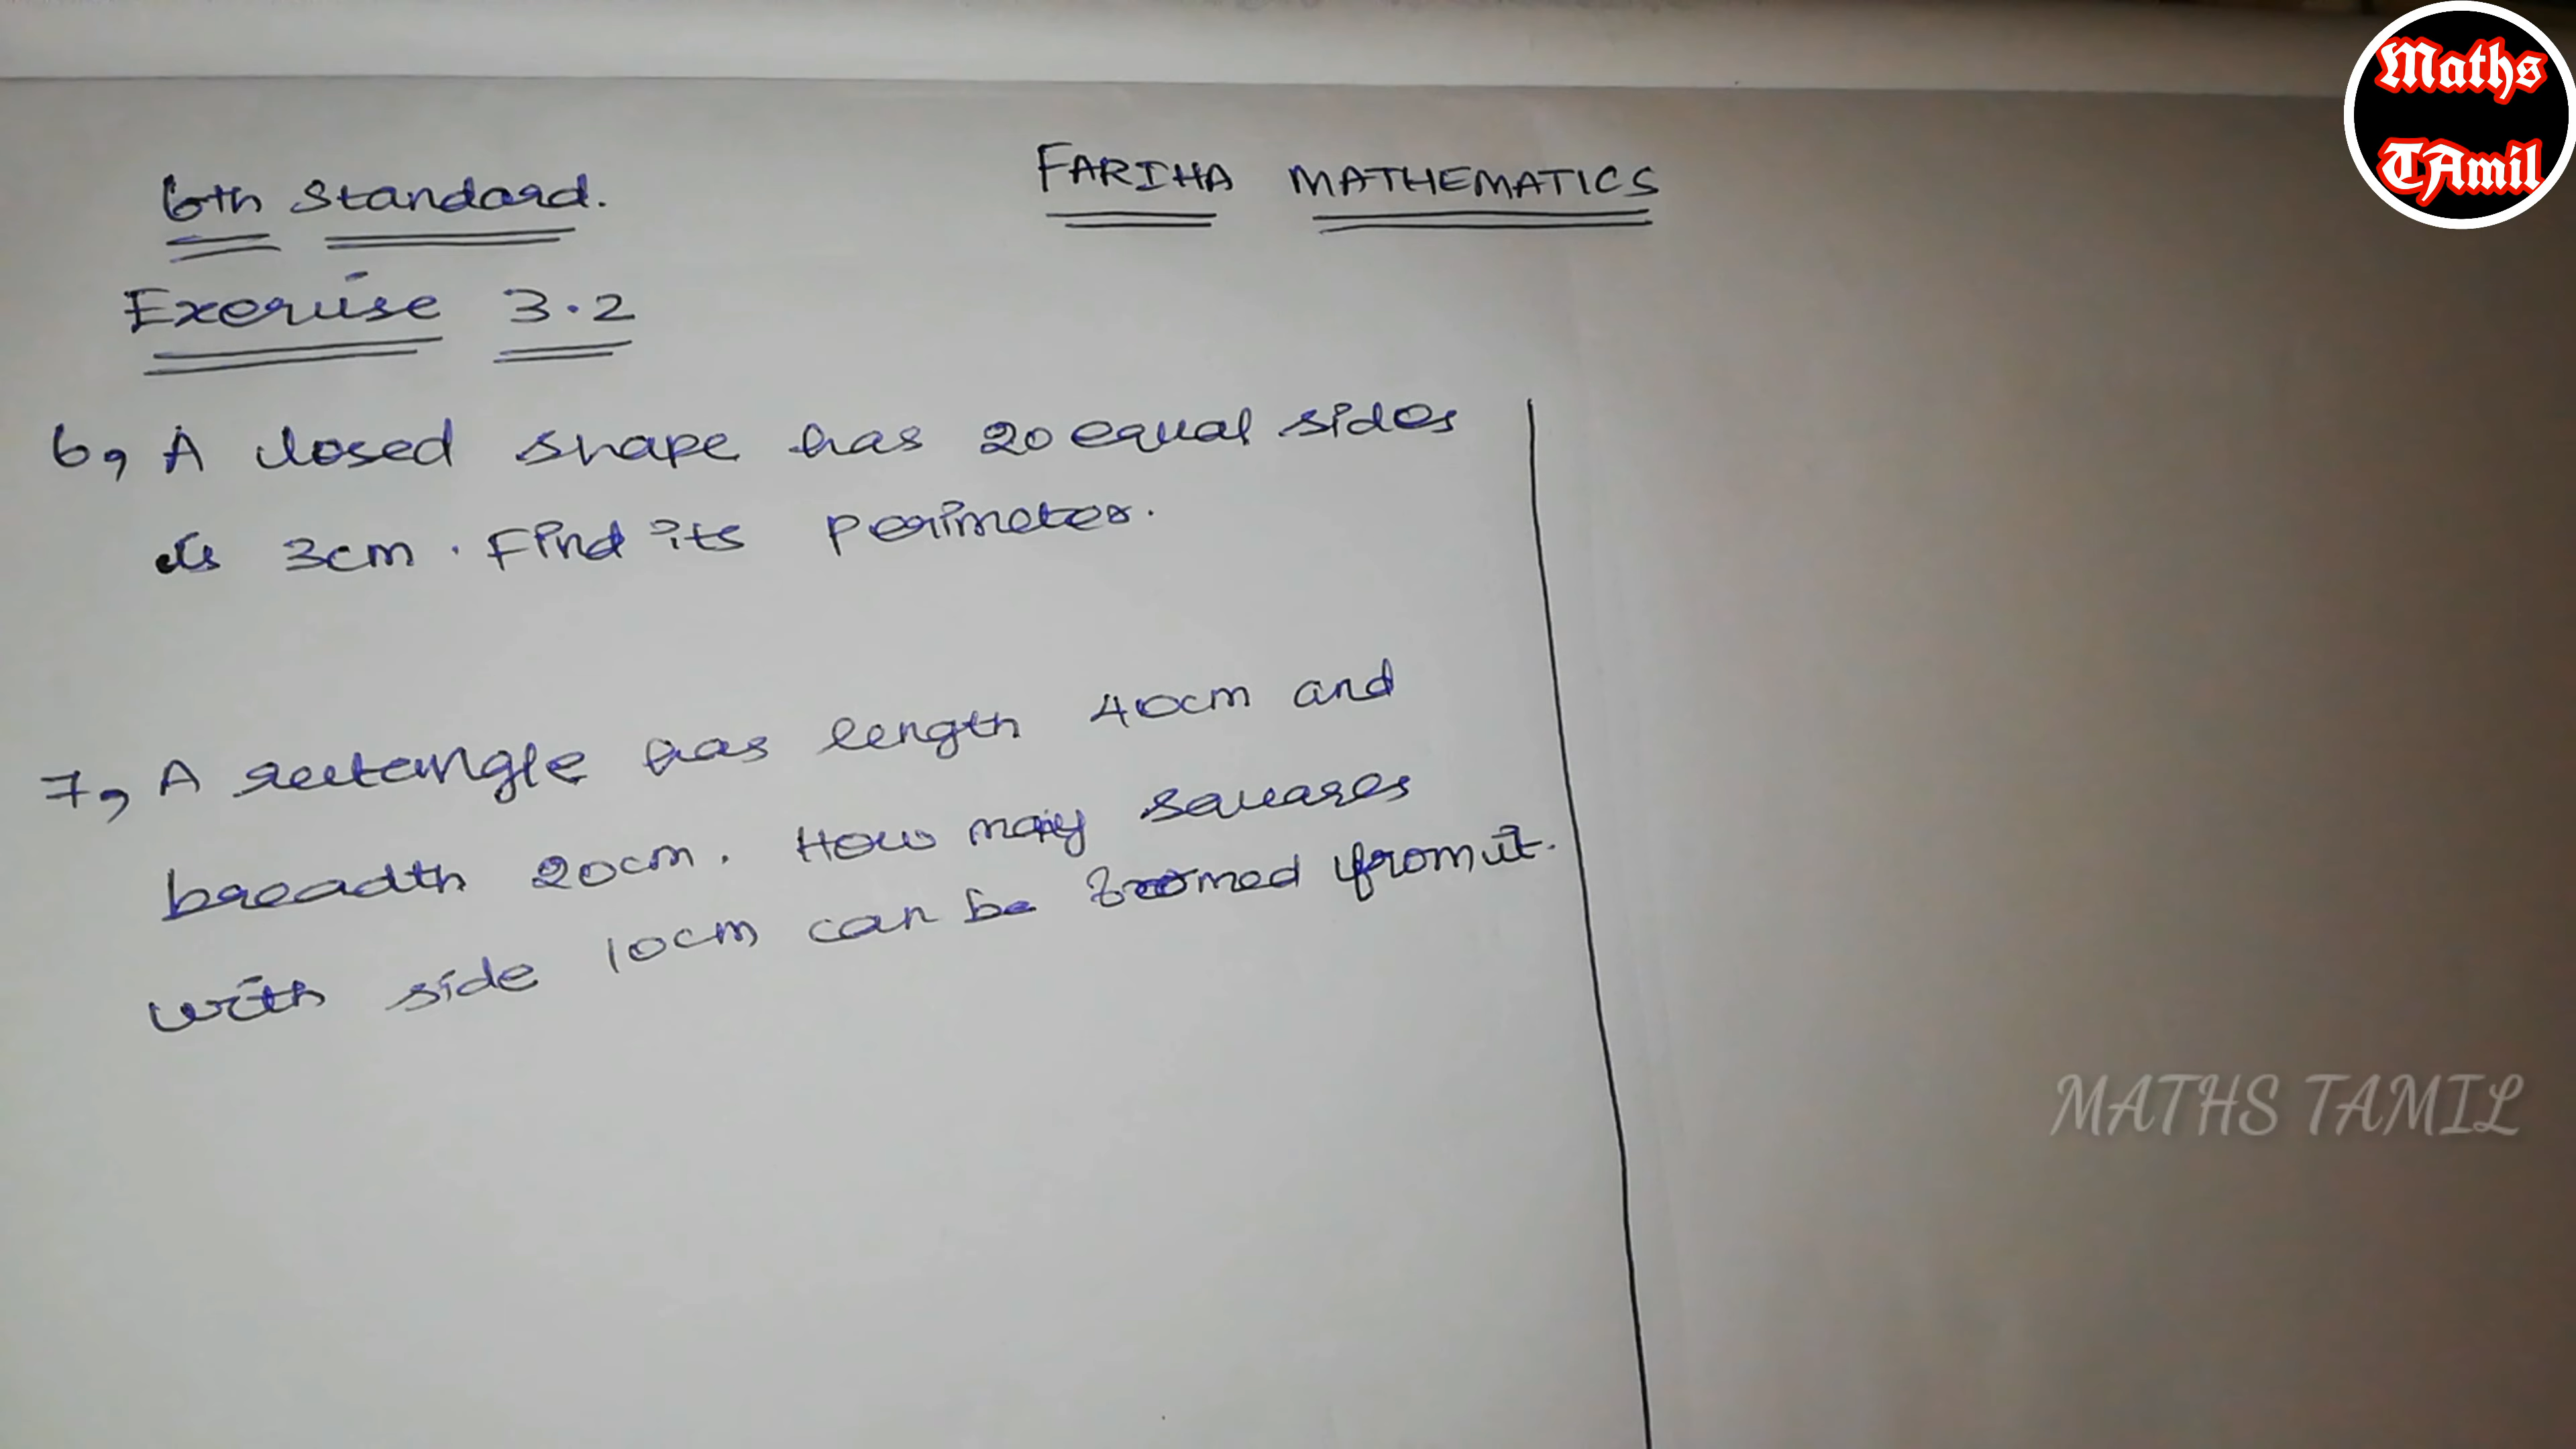 Maths
TAmil
6th Standard.
FARIHA MATHEMATICS
Exercise 3.2
6, A closed shape has 20 equal sides
is 3cm. Find its perimeter.
7, A rectangle has length 40cm and
breadth 20cm. How many squares
with side 10cm can be formed from it.
MATHS TAMIL